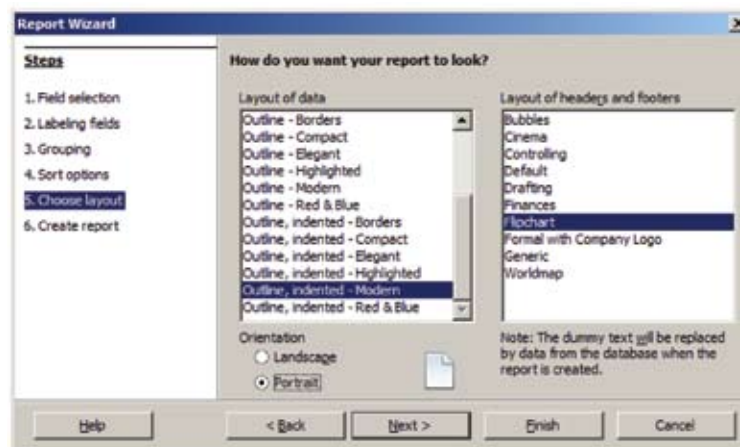 Report Wizard
Steps
1. Field selection
2. Labeling fields
3. Grouping
4. Sort options
5. Choose layout
6. Create report
How do you want your report to look?
Layout of data
Outline - Borders
Outline - Compact
Outline - Elegant
Outline - Highlighted
Outline - Modern
Outline - Red & Blue
Outline, indented - Borders
Outline, indented - Compact
Outline, indented - Elegant
Outline, indented - Highlighted
Outline, indented - Modern
Outline, indented - Red & Blue
Layout of headers and footers
Bubbles
Cinema
Controlling
Default
Drafting
Finances
Flipchart
Formal with Company Logo
Generic
Worldmap
Orientation
Landscape
Portrait
Note: The dummy text will be replaced
by data from the database when the
report is created.
Help
< Back
Next >
Finish
Cancel